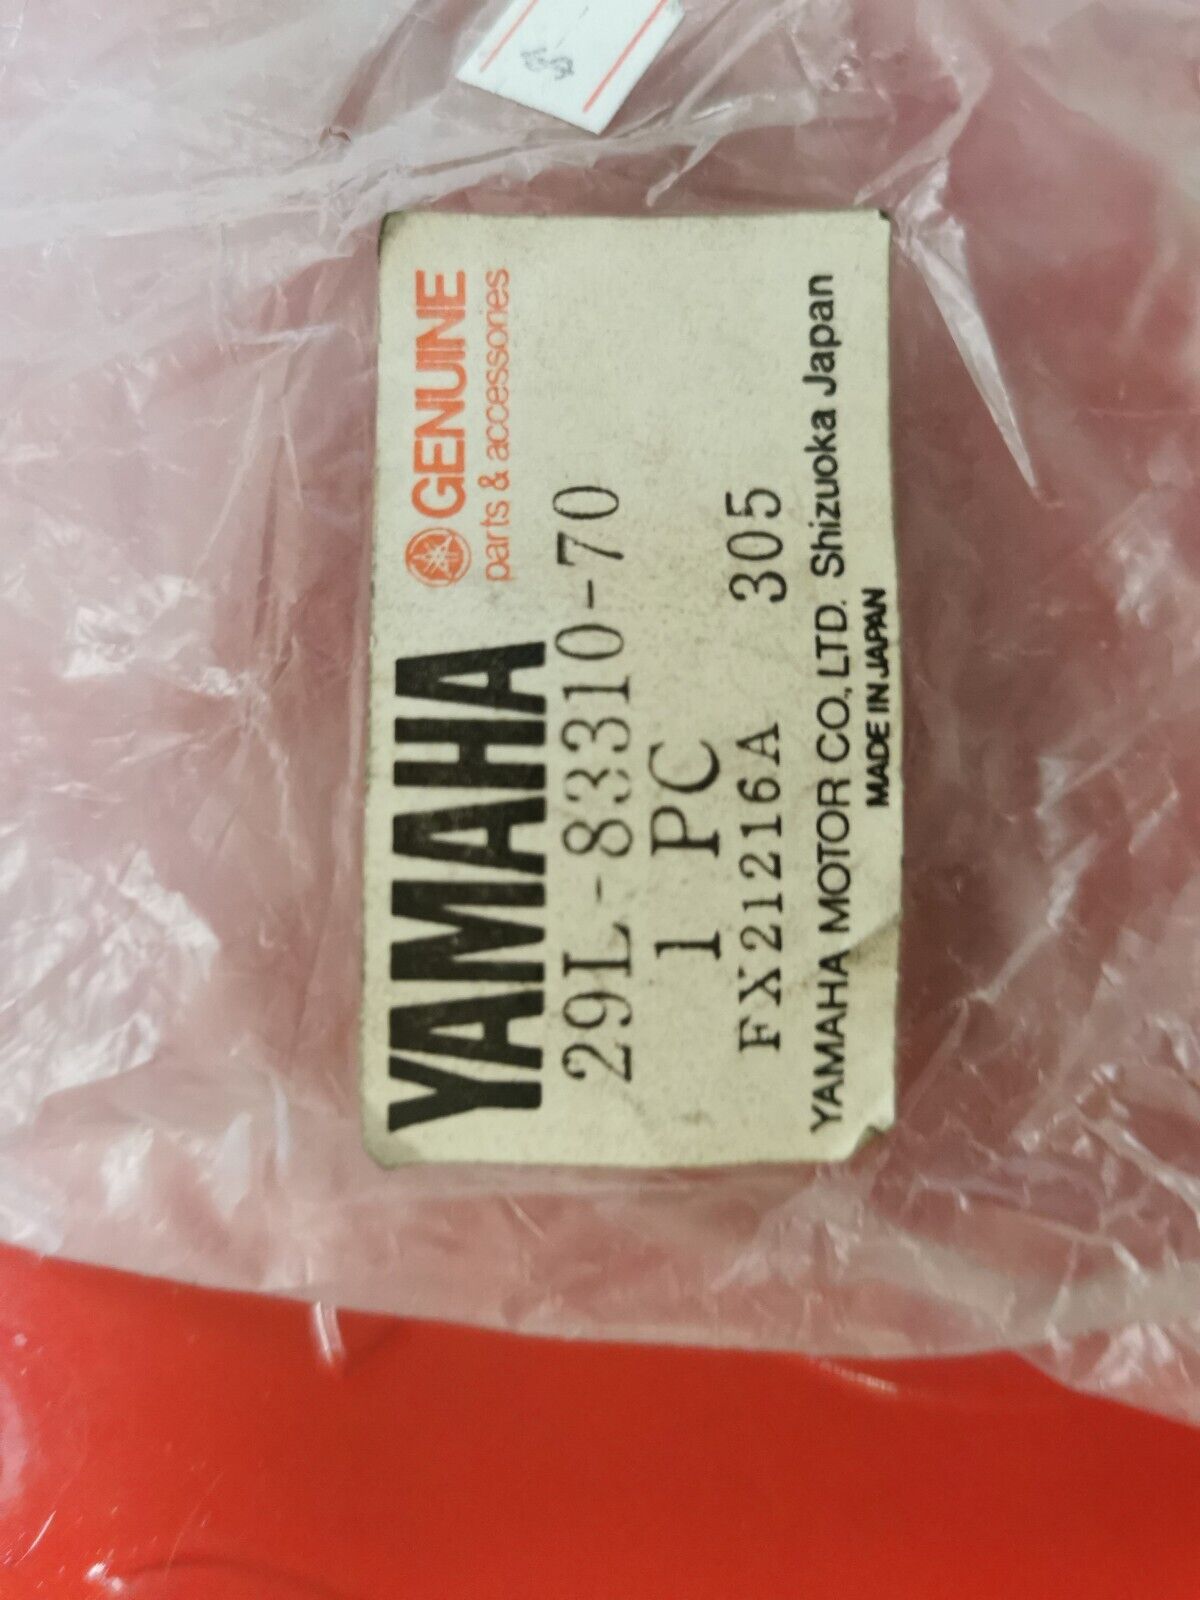 YAMAHA GENUINE
parts & accessories
29L-83310-70
1 PC
FX21216A 305
YAMAHA MOTOR CO., LTD. Shizuoka Japan
MADE IN JAPAN